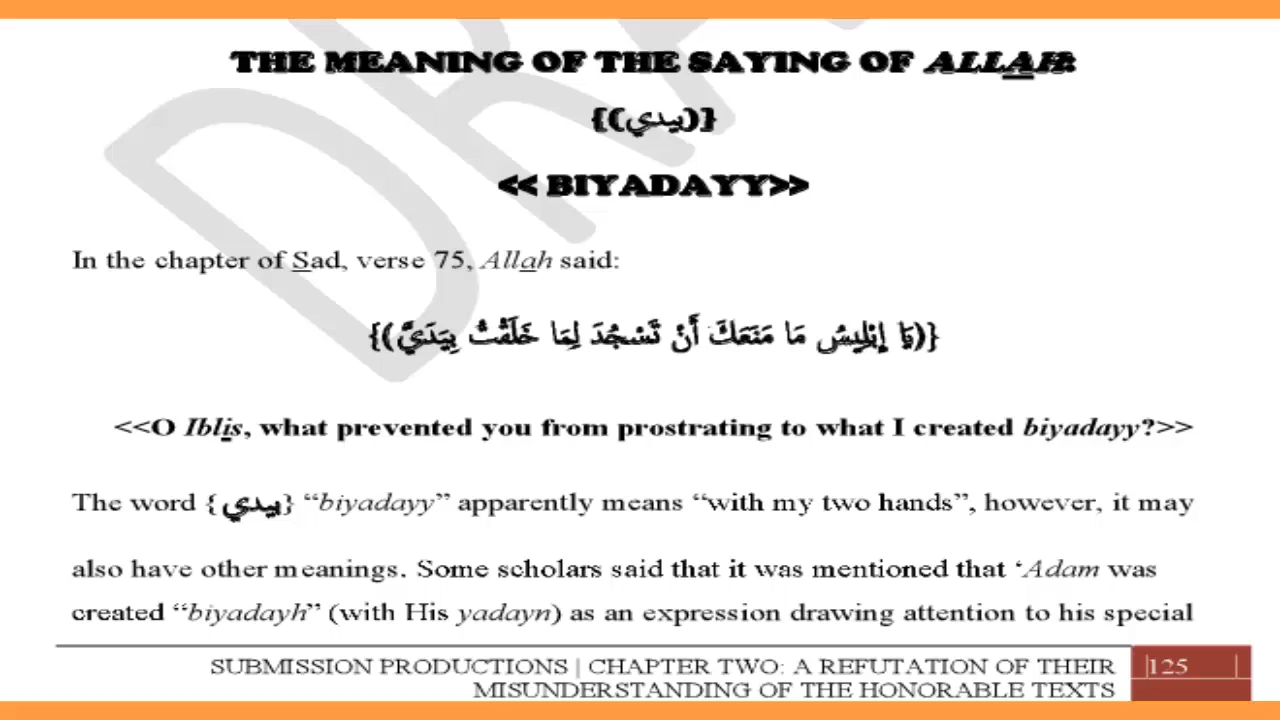 THE MEANING OF THE SAYING OF ALLAH:
{(بيدي)}
<< BIYADAYY>>
In the chapter of Sad, verse 75, Allah said:
{(يَا إِبْلِيسُ مَا مَنَعَكَ أَنْ تَسْجُدَ لِمَا خَلَقْتُ بِيَدَيَّ)}
<<O Iblis, what prevented you from prostrating to what I created biyadayy?>>
The word {بيدي} “biyadayy” apparently means “with my two hands”, however, it may
also have other meanings. Some scholars said that it was mentioned that ‘Adam was
created “biyadayh” (with His yadayn) as an expression drawing attention to his special
SUBMISSION PRODUCTIONS | CHAPTER TWO: A REFUTATION OF THEIR
MISUNDERSTANDING OF THE HONORABLE TEXTS
125